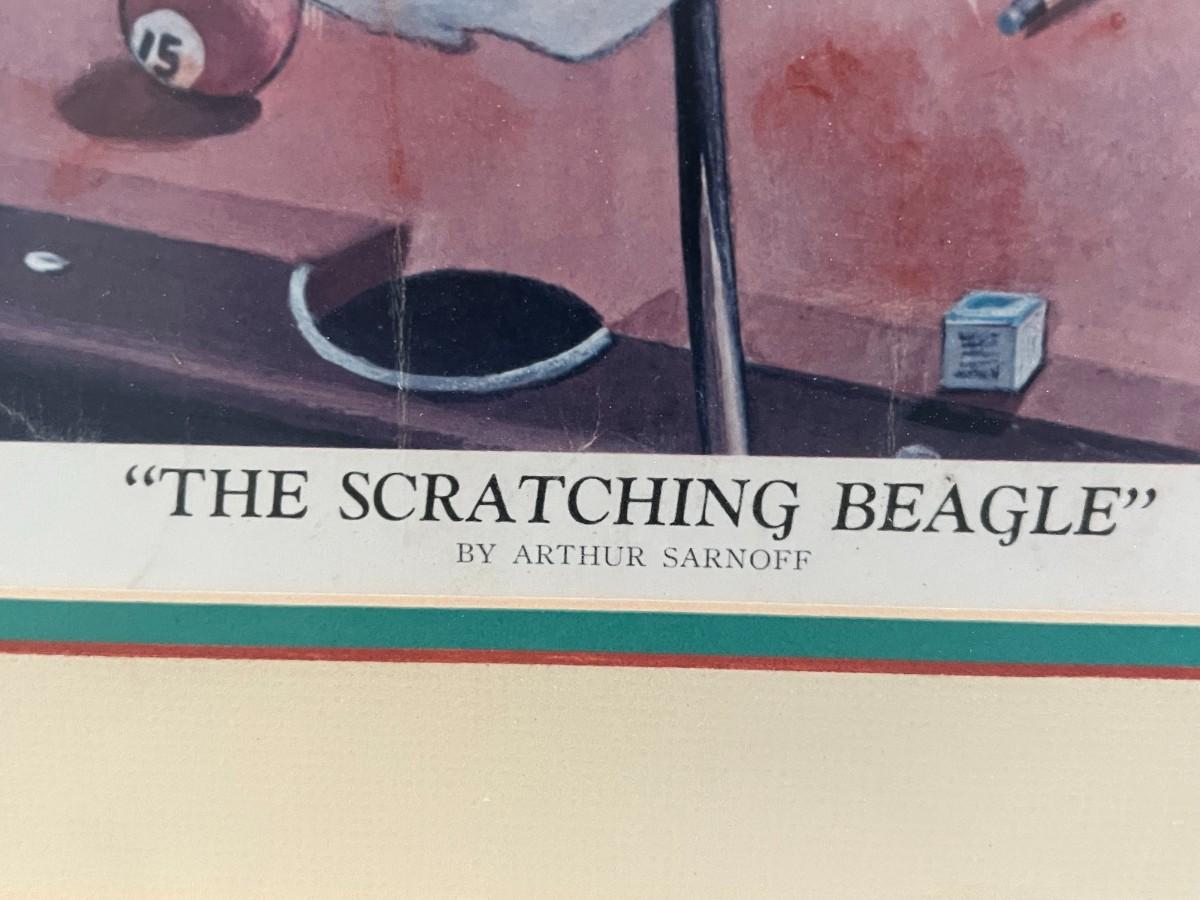 15
“THE SCRATCHING BEAGLE”
BY ARTHUR SARNOFF